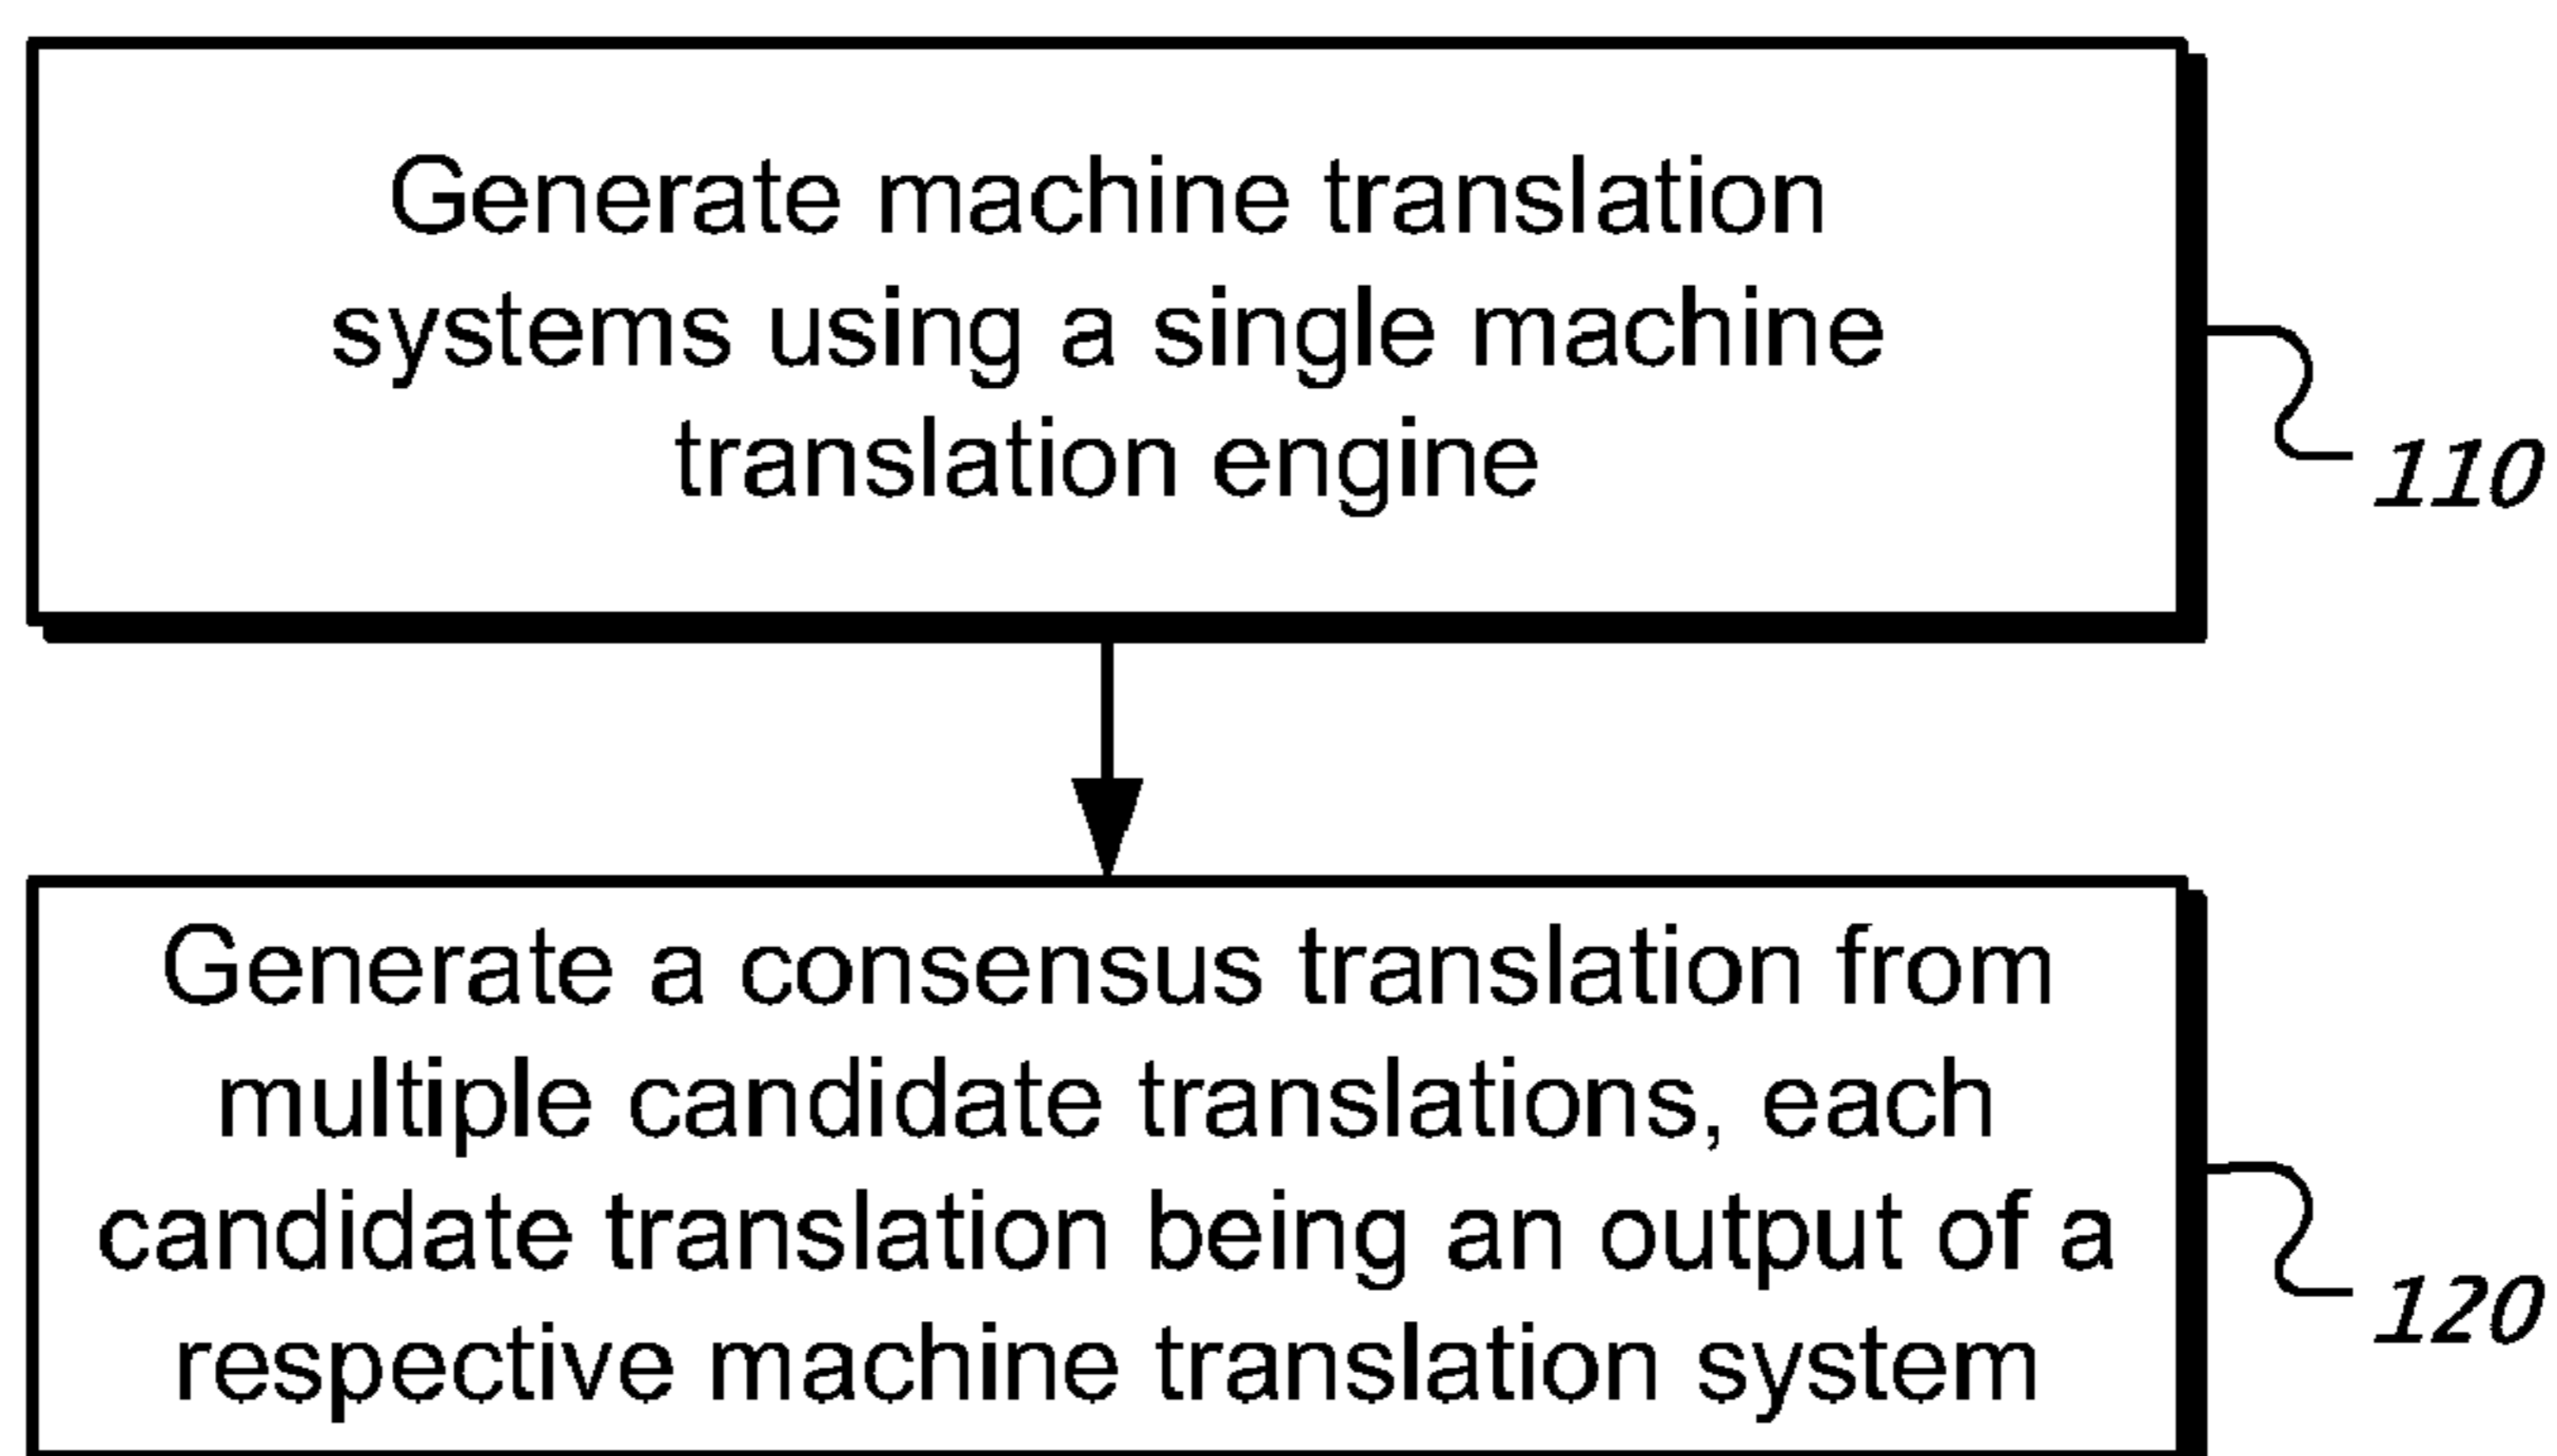 Generate machine translation
systems using a single machine
translation engine
110
Generate a consensus translation from
multiple candidate translations, each
candidate translation being an output of a
respective machine translation system
120